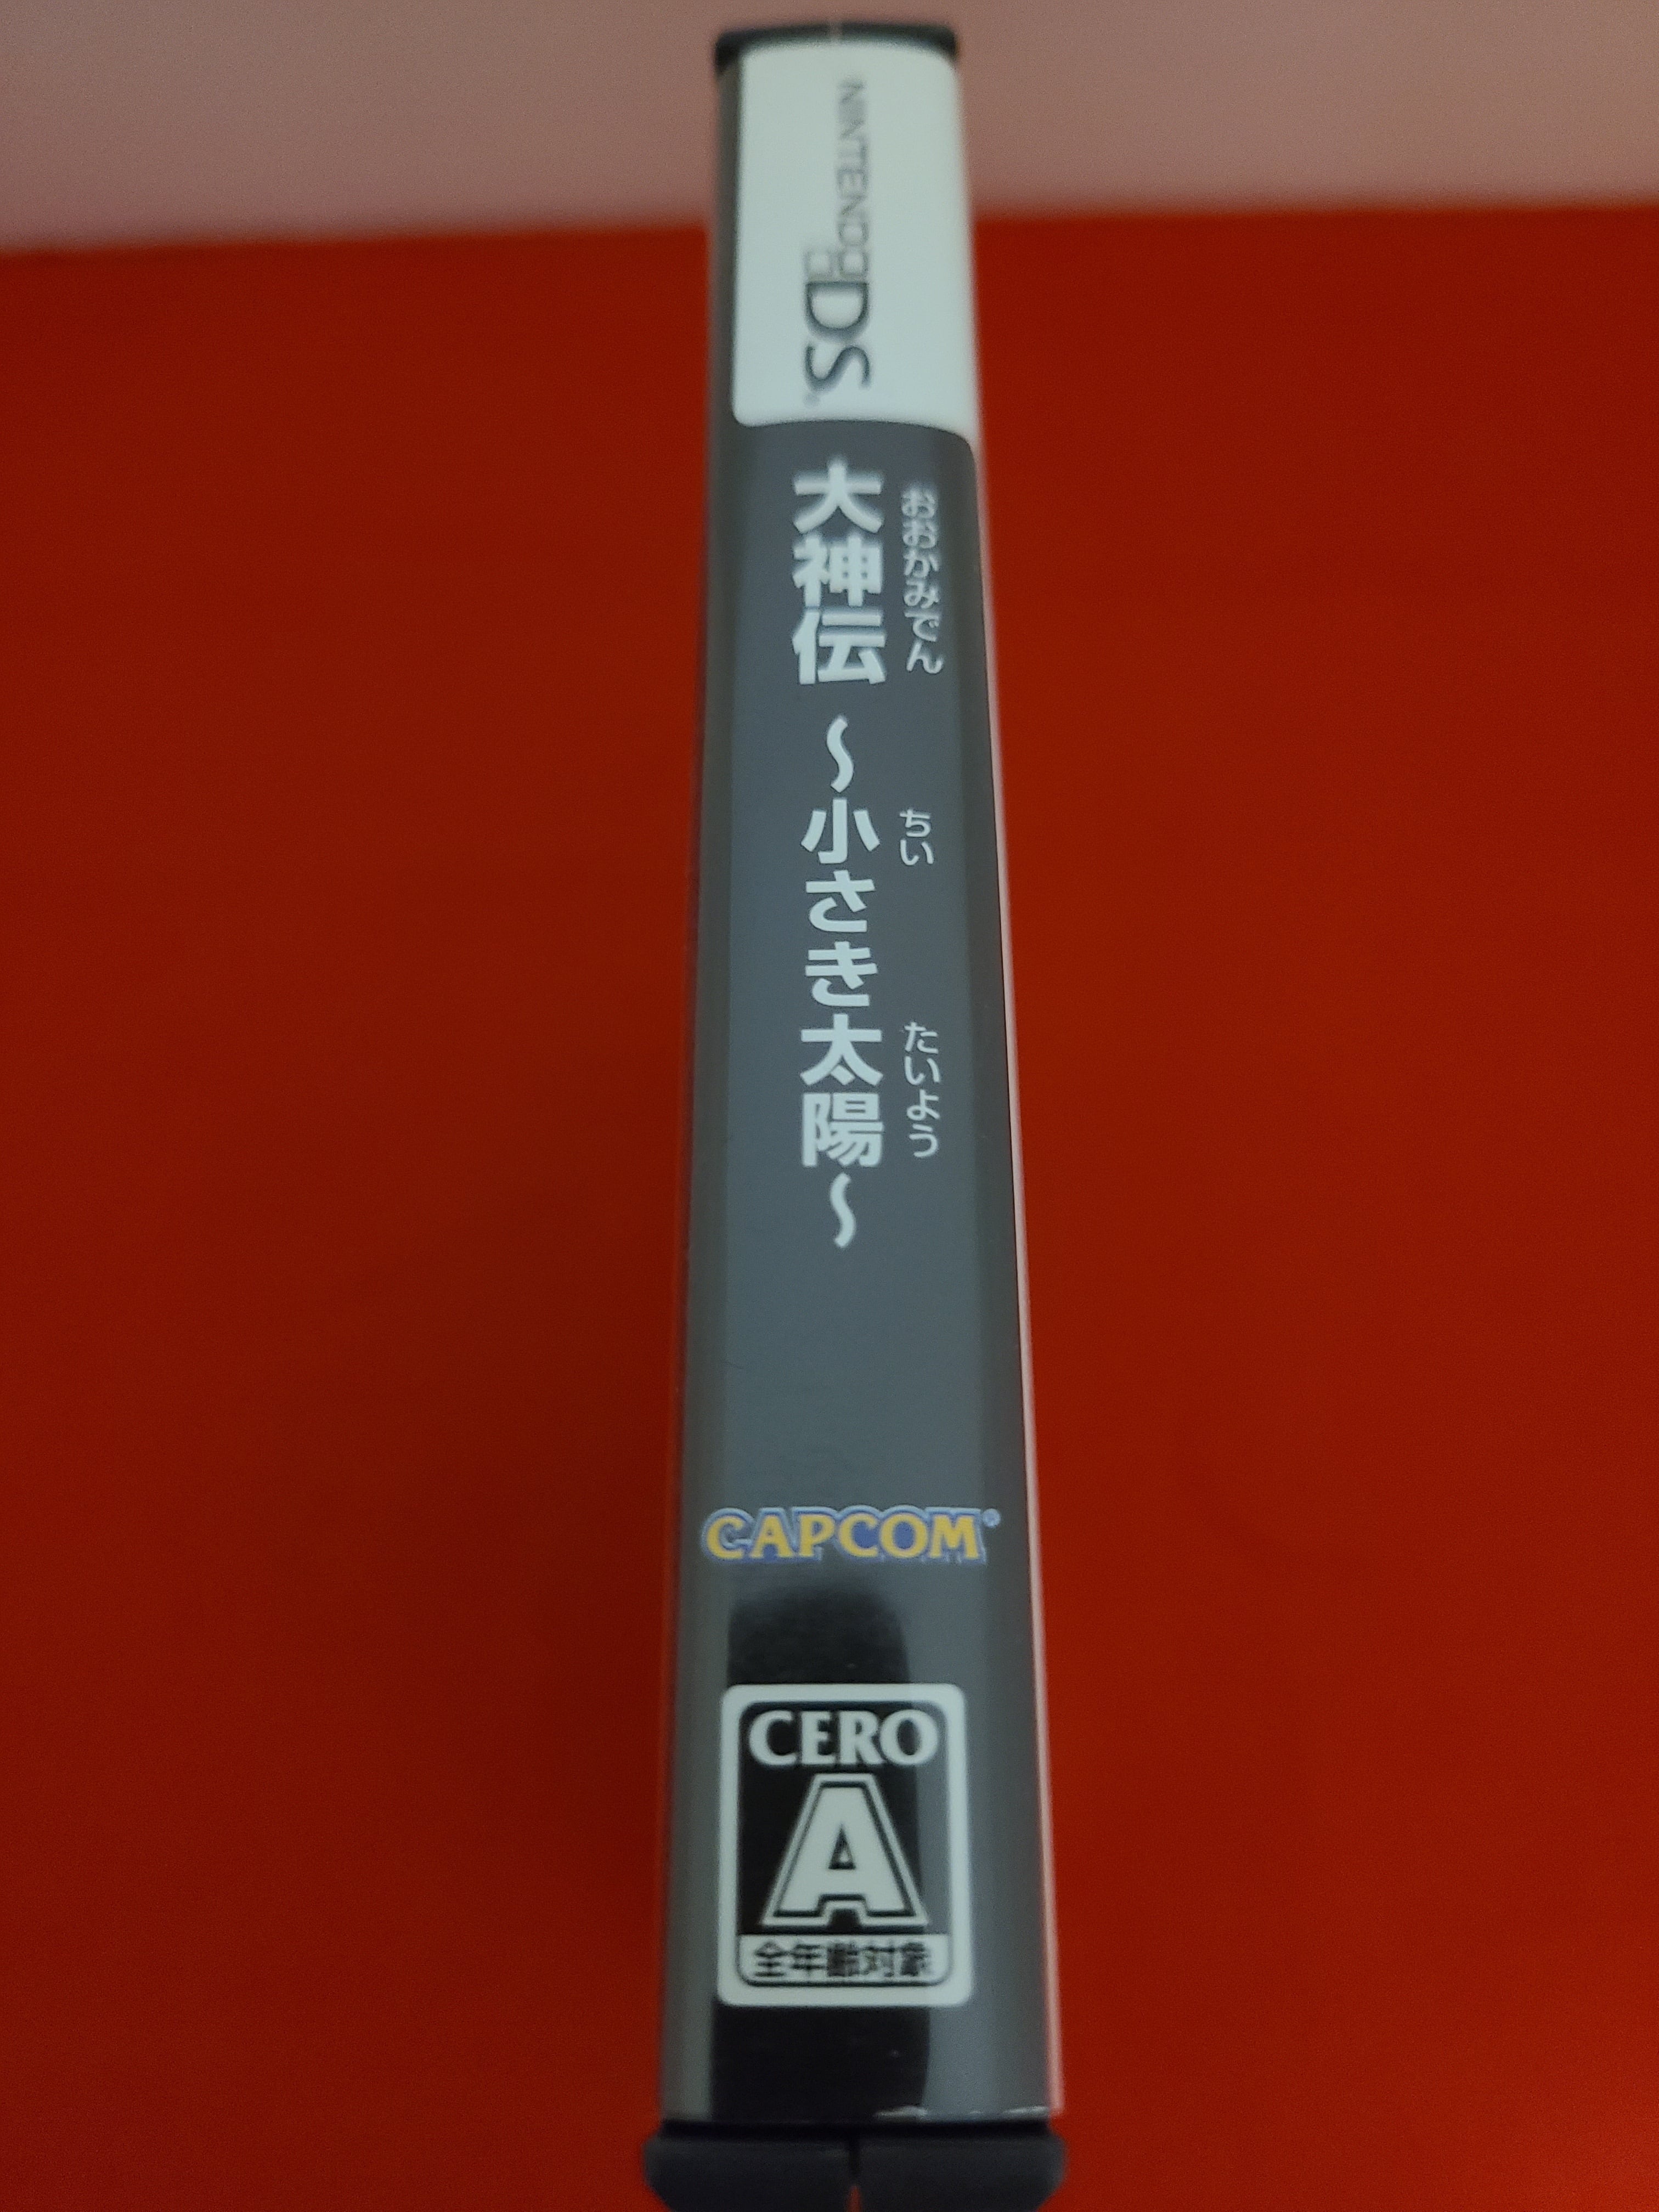 NINTENDO DS
大神伝 ～小さき太陽～
おおかみでん ちい たいよう
CAPCOM
CERO
A
全年齢対象